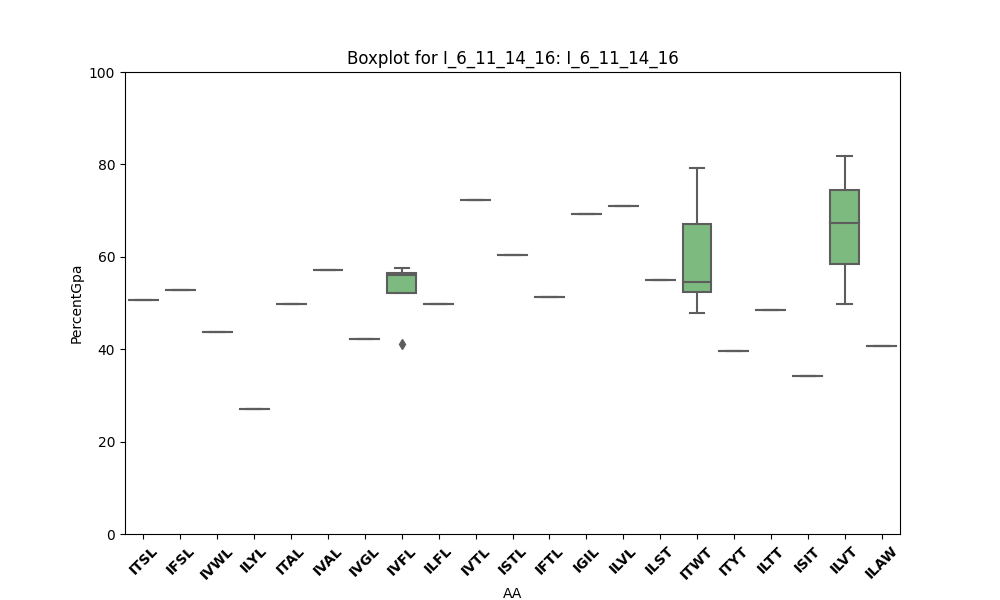 Boxplot for I_6_11_14_16: I_6_11_14_16
100
80
60
40
20
0
PercentGpa
ITSL IFSL IVWL ILYL ITAL IVAL IVGL IVFL ILFL IVTL ISTL IFTL IGIL ILVL ILST ITWT ITYT ILTT ISIT ILVT ILAW
AA